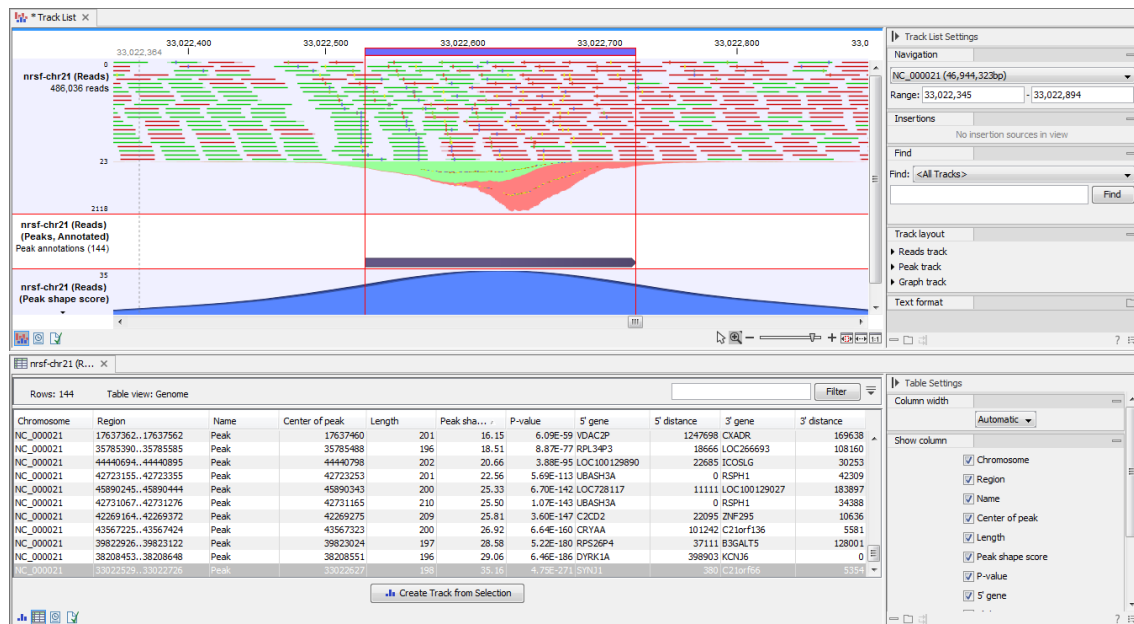 * Track List
33,022,400 33,022,500 33,022,600 33,022,700 33,022,800 33,0
33,022,364
0
nrsf-chr21 (Reads)
486,036 reads
23
2118
nrsf-chr21 (Reads)
(Peaks, Annotated)
Peak annotations (144)
35
nrsf-chr21 (Reads)
(Peak shape score)
Track List Settings
Navigation
NC_000021 (46,944,323bp)
Range: 33,022,345 - 33,022,894
Insertions
No insertion sources in view
Find
Find: <All Tracks>
Find
Track layout
Reads track
Peak track
Graph track
Text format
1:1
?
nrsf-chr21 (R...
Rows: 144 Table view: Genome Filter
Chromosome Region Name Center of peak Length Peak sha... P-value 5' gene 5' distance 3' gene 3' distance
NC_000021 17637362..17637562 Peak 17637460 201 16.15 6.09E-59 VDAC2P 1247698 CXADR 169638
NC_000021 35785390..35785585 Peak 35785488 196 18.51 8.87E-77 RPL34P3 18666 LOC266693 108160
NC_000021 44440694..44440895 Peak 44440798 202 20.66 3.88E-95 LOC100129890 22685 ICOSLG 30253
NC_000021 42723155..42723355 Peak 42723253 201 22.56 5.69E-113 UBASH3A 0 RSPH1 42309
NC_000021 45890245..45890444 Peak 45890343 200 25.33 6.70E-142 LOC728117 11111 LOC100129027 183897
NC_000021 42731067..42731276 Peak 42731165 210 25.50 1.07E-143 UBASH3A 0 RSPH1 34388
NC_000021 42269164..42269372 Peak 42269275 209 25.81 3.60E-147 C2CD2 22095 ZNF295 10636
NC_000021 43567225..43567424 Peak 43567323 200 26.92 6.64E-160 CRYAA 101242 C21orf136 5581
NC_000021 39822926..39823122 Peak 39823024 197 28.58 5.22E-180 RPS26P4 37111 B3GALT5 128001
NC_000021 38208453..38208648 Peak 38208551 196 29.06 6.46E-186 DYRK1A 398903 KCNJ6 0
NC_000021 33022529..33022726 Peak 33022627 198 35.16 4.75E-271 SYNJ1 380 C21orf66 5354
Create Track from Selection
Table Settings
Column width
Automatic
Show column
Chromosome
Region
Name
Center of peak
Length
Peak shape score
P-value
5' gene
?